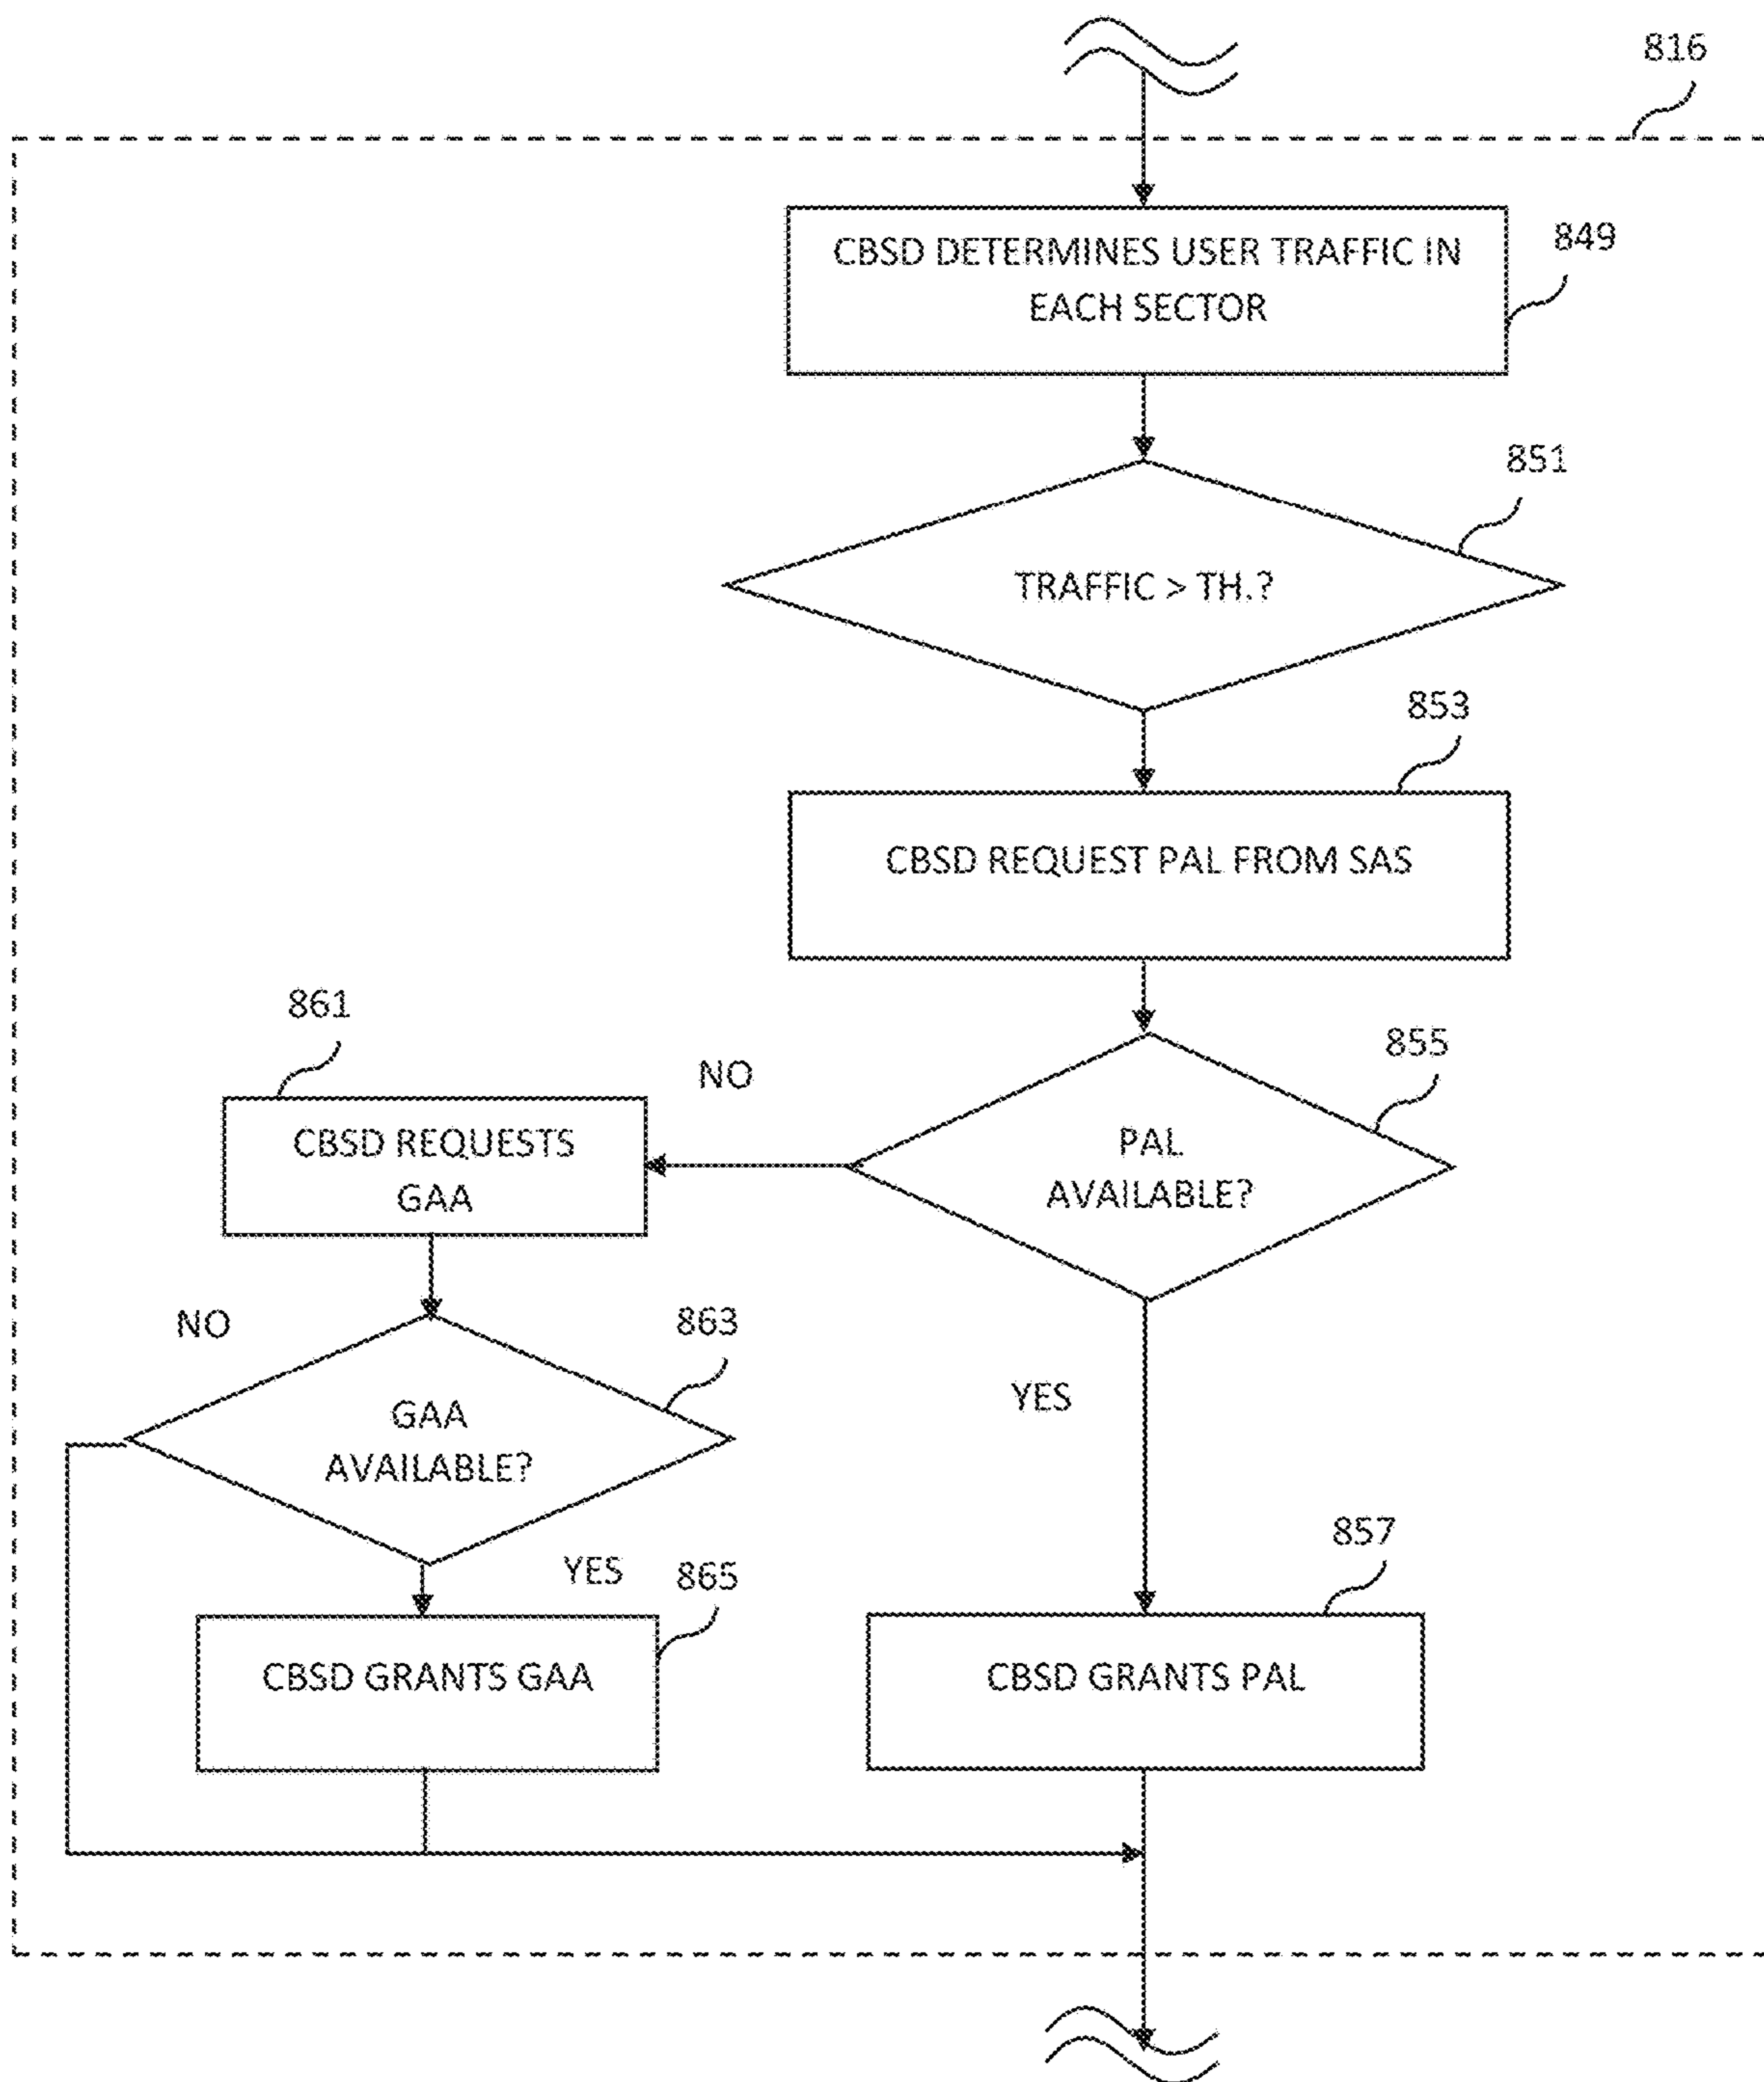 816
CBSD DETERMINES USER TRAFFIC IN
EACH SECTOR
849
851
TRAFFIC > TH.?
853
CBSD REQUEST PAL FROM SAS
861
855
NO
CBSD REQUESTS
GAA
PAL
AVAILABLE?
NO
863
GAA
AVAILABLE?
YES
857
YES
865
CBSD GRANTS GAA
CBSD GRANTS PAL